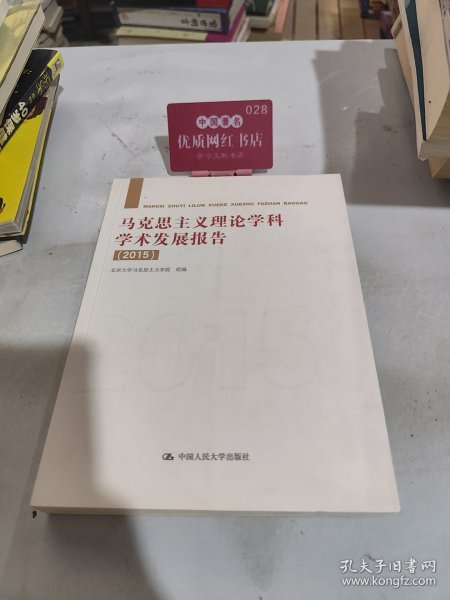 028
中国著名
优质网红书店
MAKESI ZHUYI LILUN XUEKE XUESHU FAZHAN BAOGAO
马克思主义理论学科
学术发展报告
(2015)
北京大学马克思主义学院 组编
2015
中国人民大学出版社
孔夫子旧书网
www.kongfz.com